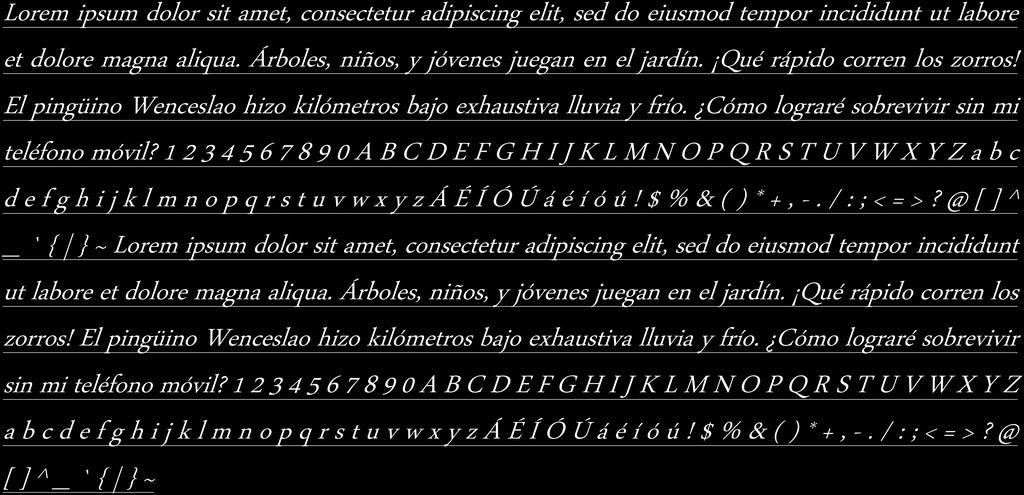 Lorem ipsum dolor sit amet, consectetur adipiscing elit, sed do eiusmod tempor incididunt ut labore
et dolore magna aliqua. Árboles, niños, y jóvenes juegan en el jardín. ¡Qué rápido corren los zorros!
El pingüino Wenceslao hizo kilómetros bajo exhaustiva lluvia y frío. ¿Cómo lograré sobrevivir sin mi
teléfono móvil? 1 2 3 4 5 6 7 8 9 0 A B C D E F G H I J K L M N O P Q R S T U V W X Y Z a b c
d e f g h i j k l m n o p q r s t u v w x y z Á É Í Ó Ú á é í ó ú ! $ % & ( ) * + , - . / : ; < = > ? @ [ ] ^
_ ` { | } ~ Lorem ipsum dolor sit amet, consectetur adipiscing elit, sed do eiusmod tempor incididunt
ut labore et dolore magna aliqua. Árboles, niños, y jóvenes juegan en el jardín. ¡Qué rápido corren los
zorros! El pingüino Wenceslao hizo kilómetros bajo exhaustiva lluvia y frío. ¿Cómo lograré sobrevivir
sin mi teléfono móvil? 1 2 3 4 5 6 7 8 9 0 A B C D E F G H I J K L M N O P Q R S T U V W X Y Z
a b c d e f g h i j k l m n o p q r s t u v w x y z Á É Í Ó Ú á é í ó ú ! $ % & ( ) * + , - . / : ; < = > ? @
[ ] ^ _ ` { | } ~